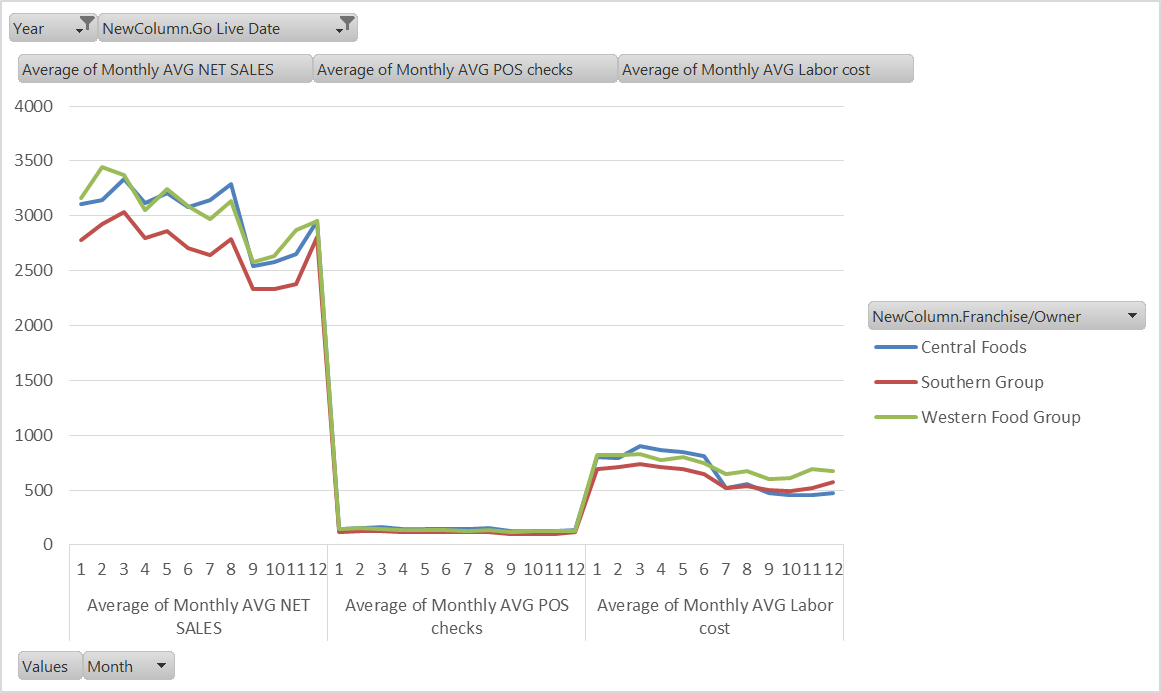 Year NewColumn.Go Live Date
Average of Monthly AVG NET SALES Average of Monthly AVG POS checks Average of Monthly AVG Labor cost
4000
3500
3000
2500
2000
1500
1000
500
0
NewColumn.Franchise/Owner
Central Foods
Southern Group
Western Food Group
1 2 3 4 5 6 7 8 9 10 11 12 1 2 3 4 5 6 7 8 9 10 11 12 1 2 3 4 5 6 7 8 9 10 11 12
Average of Monthly AVG NET SALES
Average of Monthly AVG POS checks
Average of Monthly AVG Labor cost
Values Month